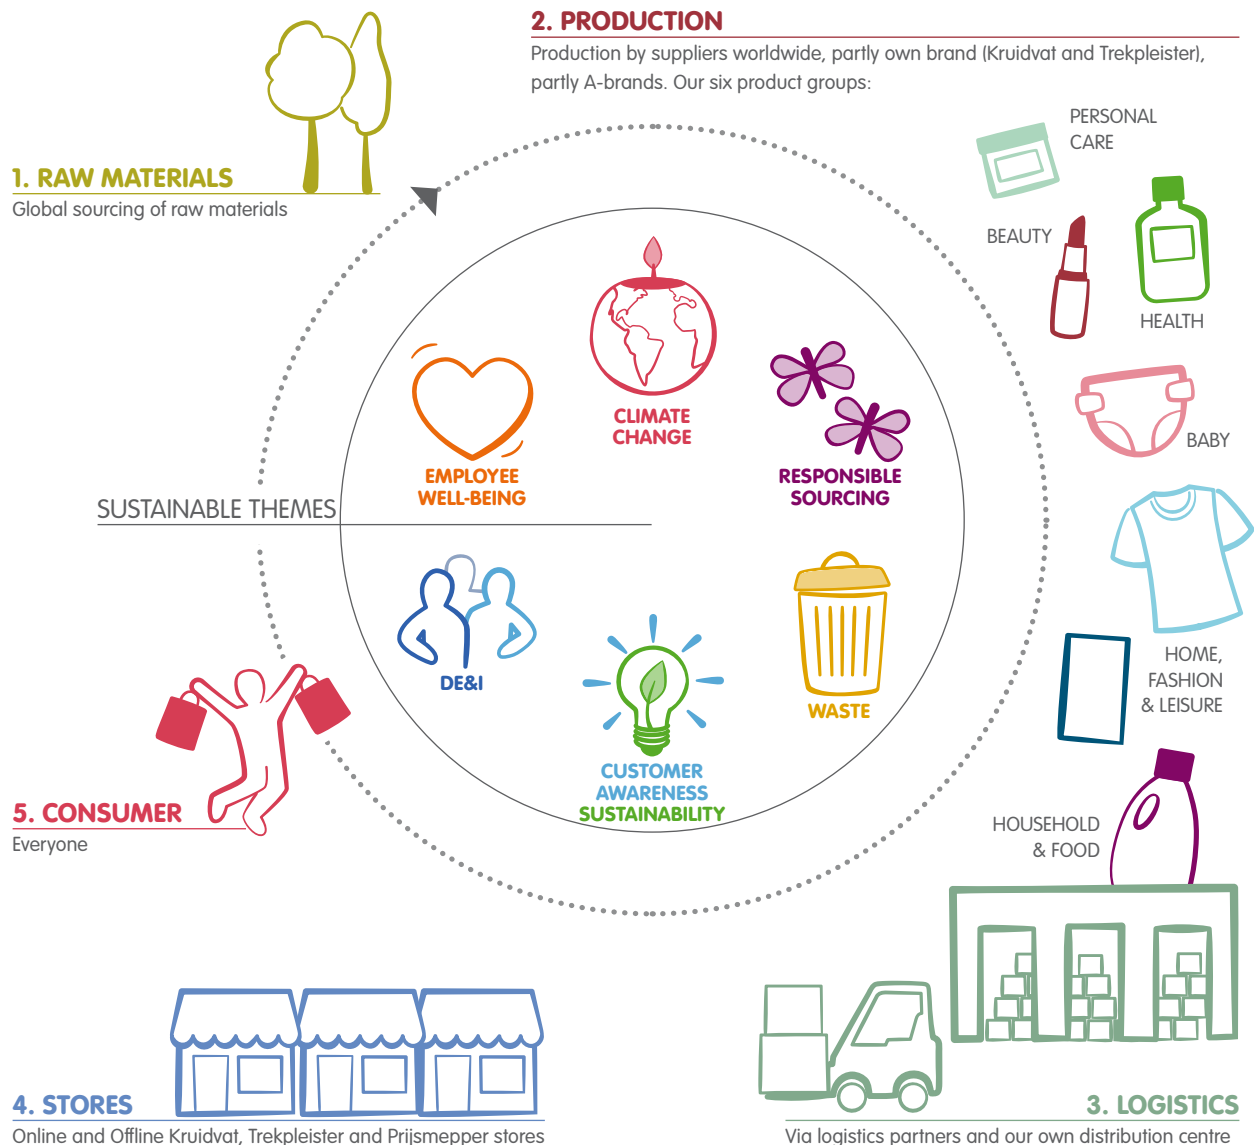 2. PRODUCTION
Production by suppliers worldwide, partly own brand (Kruidvat and Trekpleister),
partly A-brands. Our six product groups:
PERSONAL
CARE
1. RAW MATERIALS
Global sourcing of raw materials
BEAUTY
HEALTH
CLIMATE
CHANGE
BABY
EMPLOYEE
WELL-BEING
RESPONSIBLE
SOURCING
SUSTAINABLE THEMES
HOME,
FASHION
& LEISURE
DE&I
WASTE
CUSTOMER
AWARENESS
SUSTAINABILITY
5. CONSUMER
Everyone
HOUSEHOLD
& FOOD
4. STORES
Online and Offline Kruidvat, Trekpleister and Prijsmepper stores
3. LOGISTICS
Via logistics partners and our own distribution centre